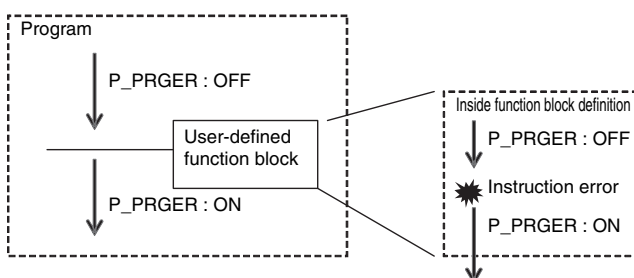 Program
P_PRGER : OFF
User-defined
function block
P_PRGER : ON
Inside function block definition
P_PRGER : OFF
Instruction error
P_PRGER : ON